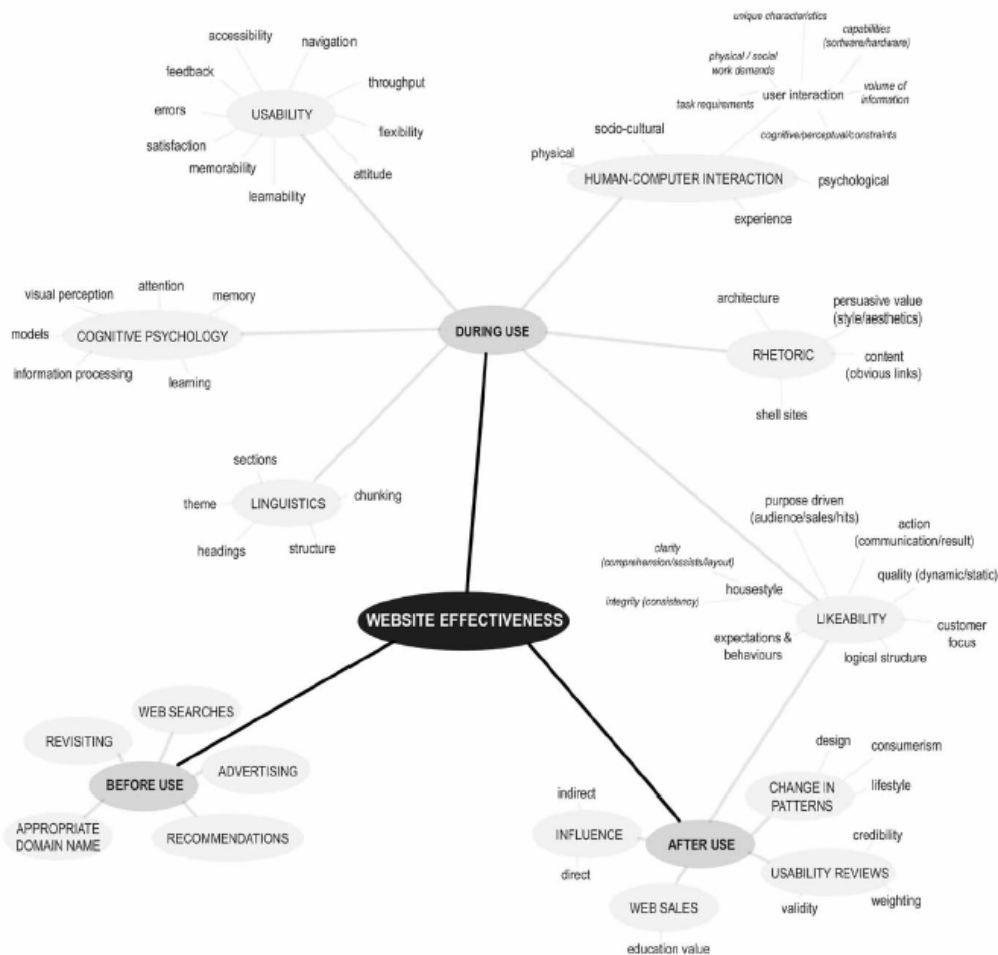 unique characteristics
capabilities
(sortware/hardware)
physical / social
work demands
user interaction
volume of
information
task requirements
cognitive/perceptual/constraints
accessibility
navigation
feedback
throughput
errors
USABILITY
flexibility
satisfaction
memorability
attitude
learnability
socio-cultural
physical
HUMAN-COMPUTER INTERACTION
psychological
experience
visual perception
attention
memory
models
COGNITIVE PSYCHOLOGY
information processing
learning
DURING USE
architecture
persuasive value
(style/aesthetics)
RHETORIC
content
(obvious links)
shell sites
sections
theme
LINGUISTICS
chunking
headings
structure
purpose driven
(audience/sales/hits)
action
(communication/result)
clarity
(comprehension/assists/layout)
housestyle
quality (dynamic/static)
integrity (consistency)
LIKEABILITY
customer
focus
expectations &
behaviours
logical structure
WEBSITE EFFECTIVENESS
WEB SEARCHES
REVISITING
BEFORE USE
ADVERTISING
APPROPRIATE
DOMAIN NAME
RECOMMENDATIONS
design
consumerism
CHANGE IN
PATTERNS
lifestyle
indirect
INFLUENCE
direct
AFTER USE
credibility
USABILITY REVIEWS
validity
weighting
WEB SALES
education value